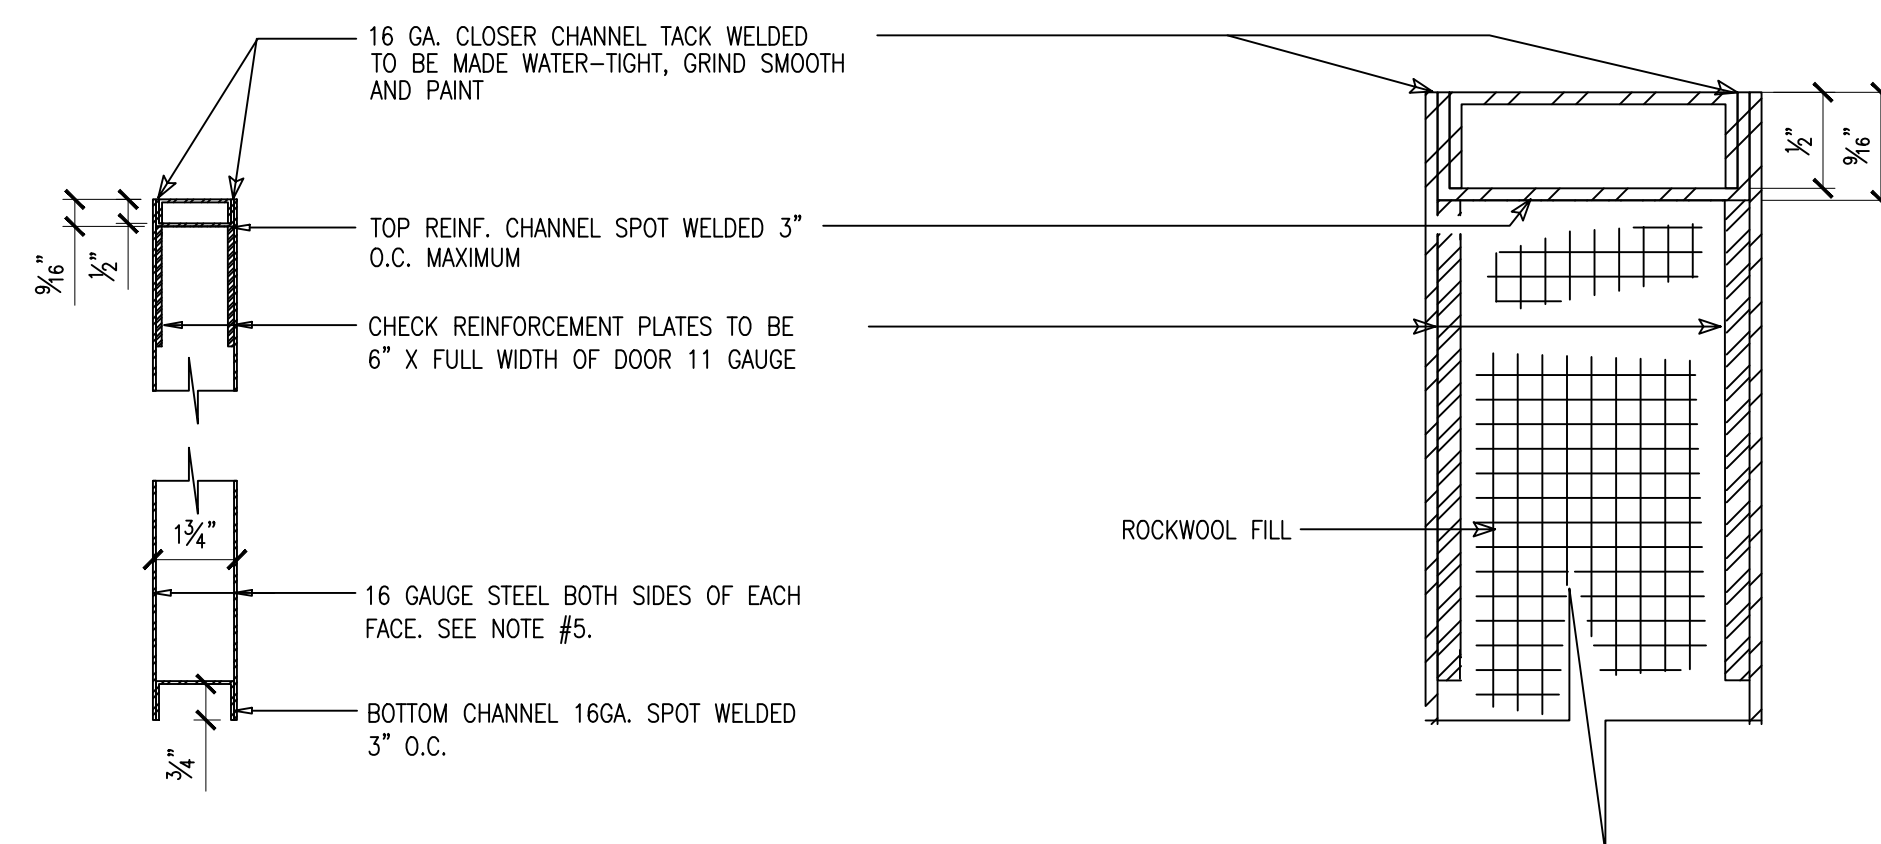 16 GA. CLOSER CHANNEL TACK WELDED
TO BE MADE WATER-TIGHT, GRIND SMOOTH
AND PAINT
½"
9/16"
TOP REINF. CHANNEL SPOT WELDED 3"
O.C. MAXIMUM
9/16"
½"
CHECK REINFORCEMENT PLATES TO BE
6" X FULL WIDTH OF DOOR 11 GAUGE
1¾"
ROCKWOOL FILL
16 GAUGE STEEL BOTH SIDES OF EACH
FACE. SEE NOTE #5.
BOTTOM CHANNEL 16GA. SPOT WELDED
3" O.C.
¾"